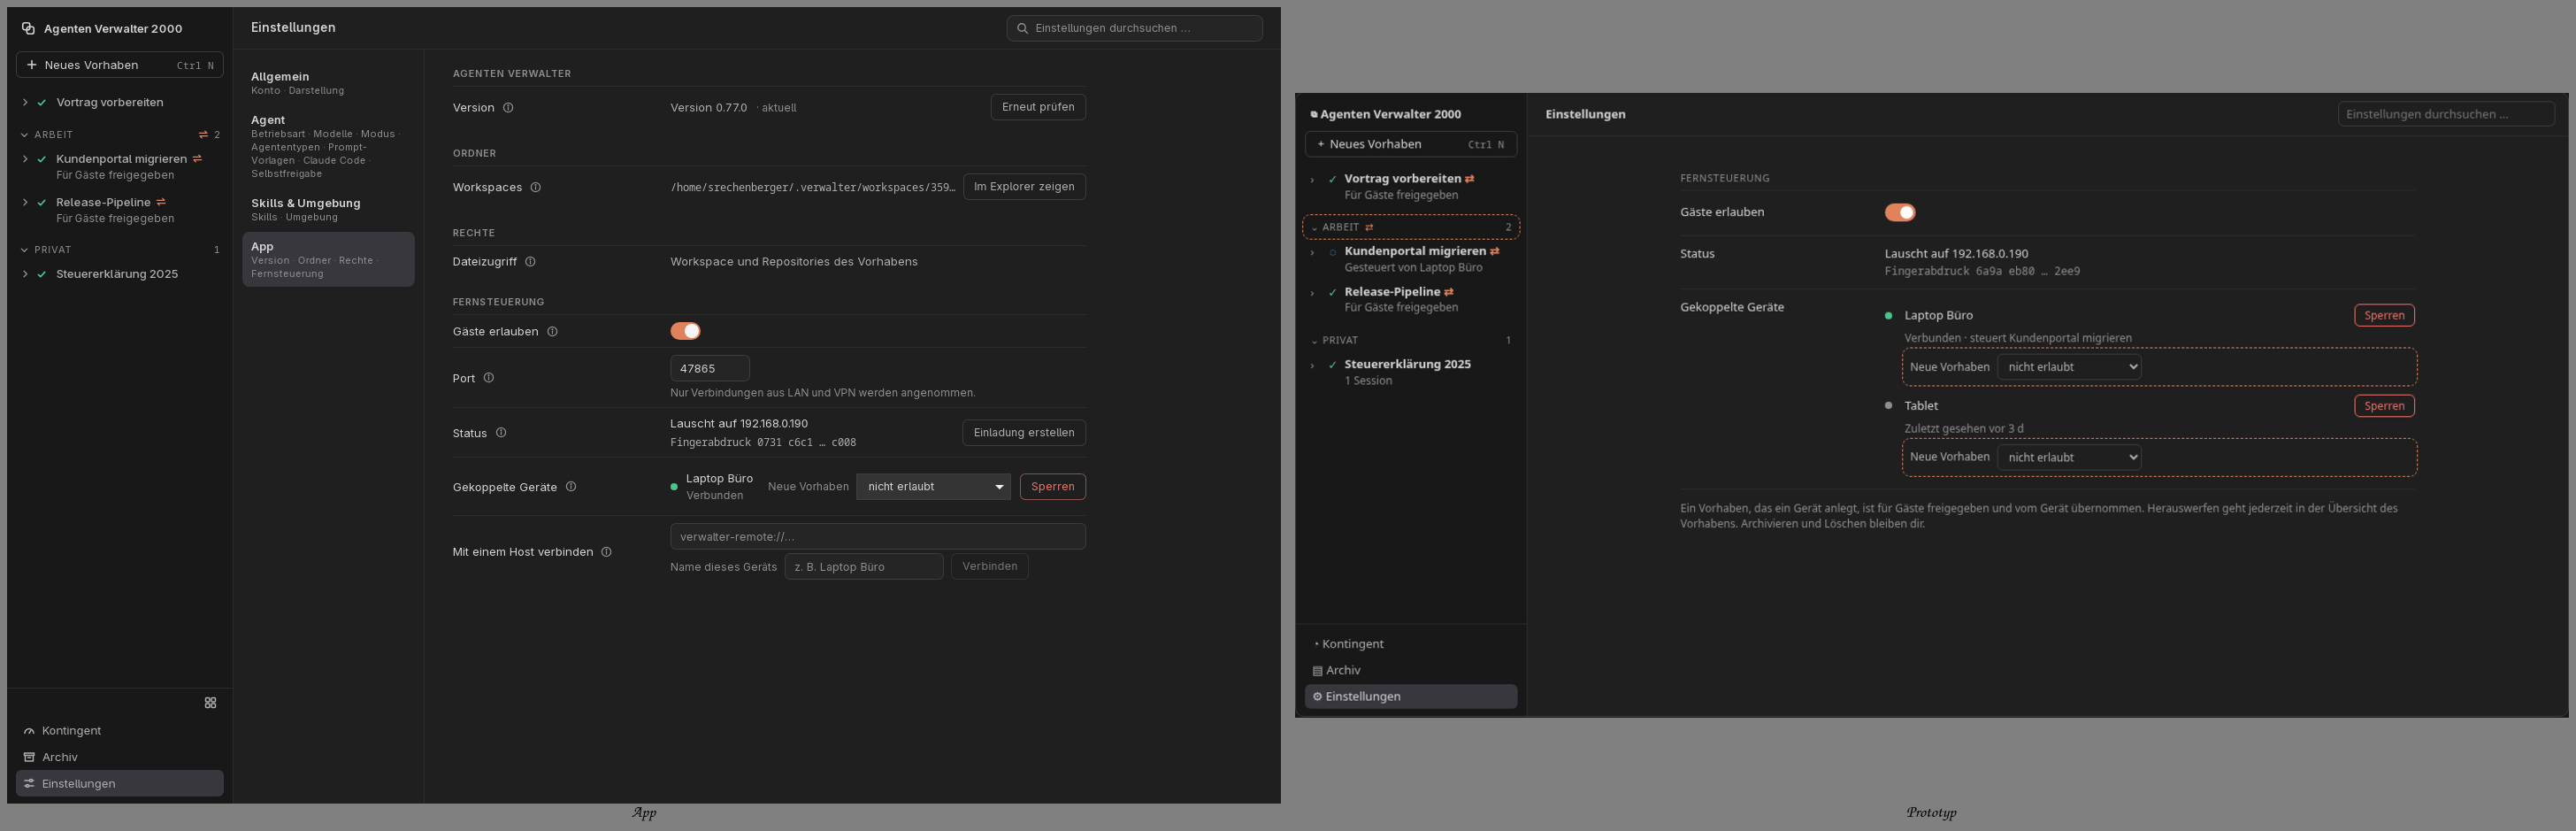 Agenten Verwalter 2000
Neues Vorhaben Ctrl N
Vortrag vorbereiten
ARBEIT 2
Kundenportal migrieren
Für Gäste freigegeben
Release-Pipeline
Für Gäste freigegeben
PRIVAT 1
Steuererklärung 2025
Kontingent
Archiv
Einstellungen
Einstellungen
Einstellungen durchsuchen ...
Allgemein
Konto · Darstellung
Agent
Betriebsart · Modelle · Modus ·
Agententypen · Prompt-
Vorlagen · Claude Code ·
Selbstfreigabe
Skills & Umgebung
Skills · Umgebung
App
Version · Ordner · Rechte ·
Fernsteuerung
AGENTEN VERWALTER
Version Version 0.77.0 · aktuell Erneut prüfen
ORDNER
Workspaces /home/srechenberger/.verwalter/workspaces/359… Im Explorer zeigen
RECHTE
Dateizugriff Workspace und Repositories des Vorhabens
FERNSTEUERUNG
Gäste erlauben
Port 47865
Nur Verbindungen aus LAN und VPN werden angenommen.
Status Lauscht auf 192.168.0.190
Fingerabdruck 0731 c6c1 … c008 Einladung erstellen
Gekoppelte Geräte Laptop Büro
Verbunden Neue Vorhaben nicht erlaubt Sperren
Mit einem Host verbinden verwalter-remote://...
Name dieses Geräts z. B. Laptop Büro Verbinden
App
Agenten Verwalter 2000
+ Neues Vorhaben Ctrl N
Vortrag vorbereiten
Für Gäste freigegeben
ARBEIT 2
Kundenportal migrieren
Gesteuert von Laptop Büro
Release-Pipeline
Für Gäste freigegeben
PRIVAT 1
Steuererklärung 2025
1 Session
Kontingent
Archiv
Einstellungen
Einstellungen
Einstellungen durchsuchen ...
FERNSTEUERUNG
Gäste erlauben
Status Lauscht auf 192.168.0.190
Fingerabdruck 6a9a eb80 … 2ee9
Gekoppelte Geräte Laptop Büro Sperren
Verbunden · steuert Kundenportal migrieren
Neue Vorhaben nicht erlaubt
Tablet Sperren
Zuletzt gesehen vor 3 d
Neue Vorhaben nicht erlaubt
Ein Vorhaben, das ein Gerät anlegt, ist für Gäste freigegeben und vom Gerät übernommen. Herauswerfen geht jederzeit in der Übersicht des
Vorhabens. Archivieren und Löschen bleiben dir.
Prototyp